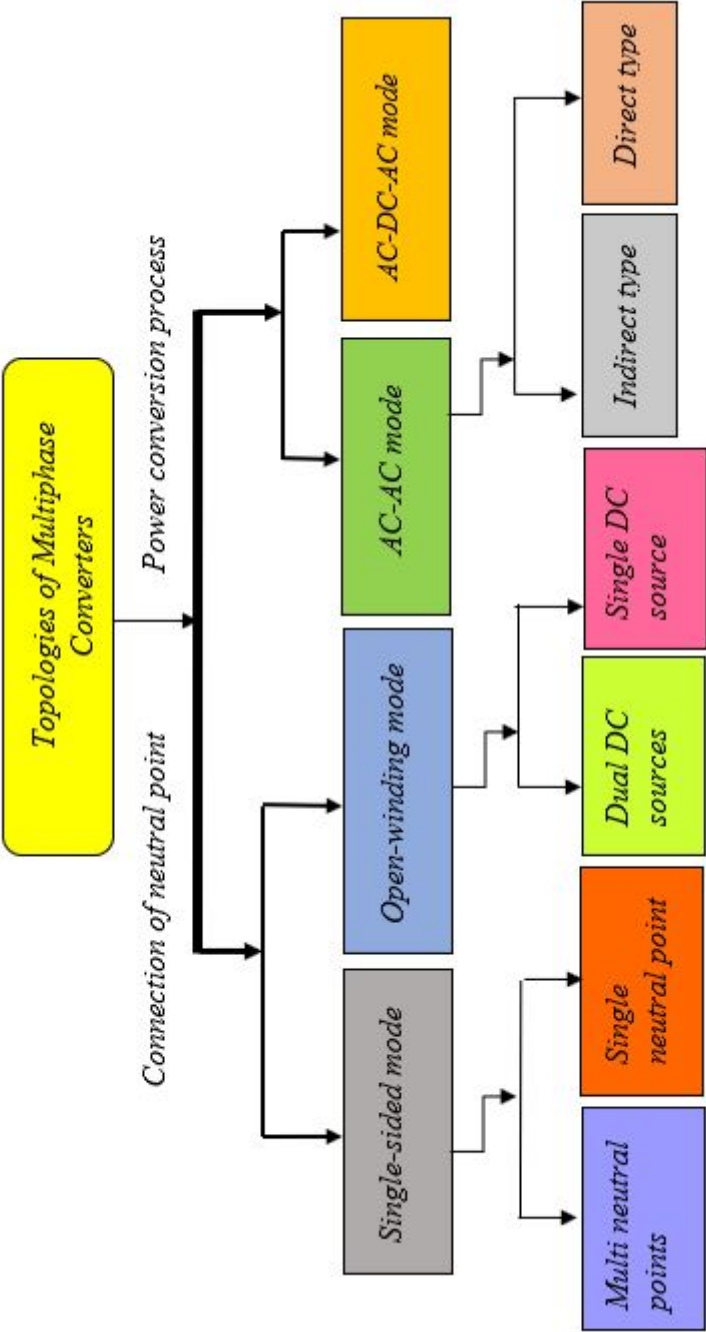 Topologies of Multiphase
Converters
Connection of neutral point
Power conversion process
Single-sided mode
Open-winding mode
AC-AC mode
AC-DC-AC mode
Multi neutral
points
Single
neutral point
Dual DC
sources
Single DC
source
Indirect type
Direct type